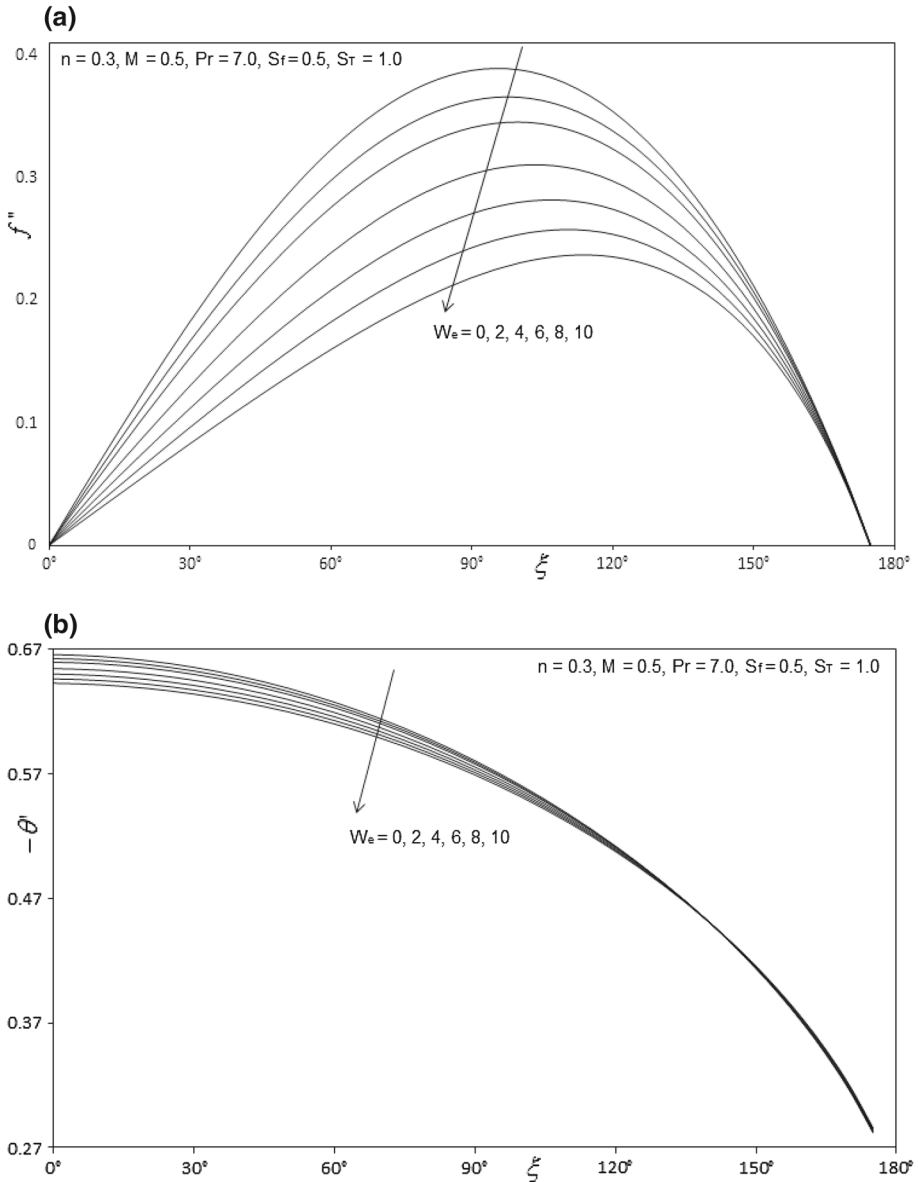 (a)
n = 0.3, M = 0.5, Pr = 7.0, Sf = 0.5, ST = 1.0
0.4
0.3
f''
0.2
We = 0, 2, 4, 6, 8, 10
0.1
0
0° 30° 60° 90° ξ 120° 150° 180°
(b)
0.67
n = 0.3, M = 0.5, Pr = 7.0, Sf = 0.5, ST = 1.0
0.57
−θ'
We = 0, 2, 4, 6, 8, 10
0.47
0.37
0.27
0° 30° 60° 90° ξ 120° 150° 180°